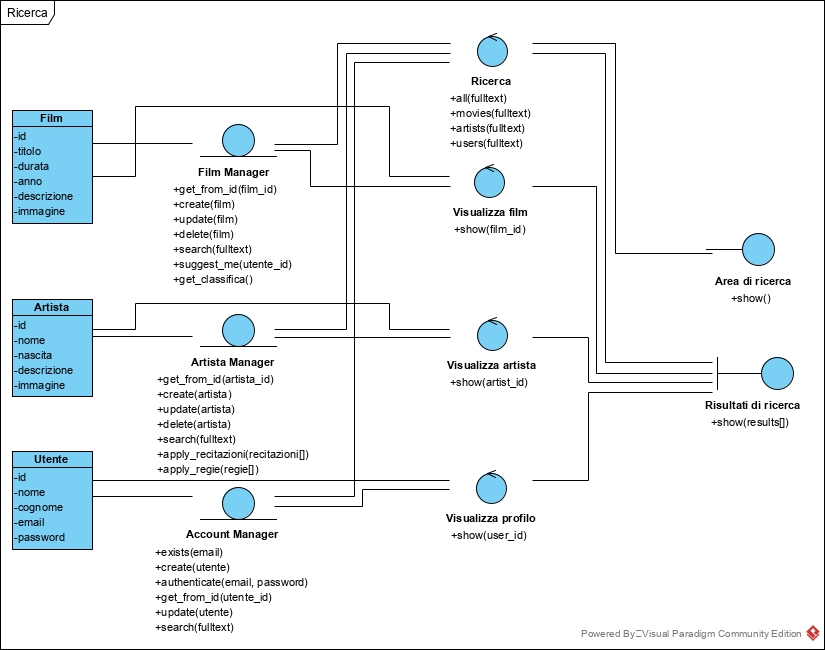 Ricerca
Film
-id
-titolo
-durata
-anno
-descrizione
-immagine
Film Manager
+get_from_id(film_id)
+create(film)
+update(film)
+delete(film)
+search(fulltext)
+suggest_me(utente_id)
+get_classifica()
Ricerca
+all(fulltext)
+movies(fulltext)
+artists(fulltext)
+users(fulltext)
Visualizza film
+show(film_id)
Area di ricerca
+show()
Artista
-id
-nome
-nascita
-descrizione
-immagine
Artista Manager
+get_from_id(artista_id)
+create(artista)
+update(artista)
+delete(artista)
+search(fulltext)
+apply_recitazioni(recitazioni[])
+apply_regie(regie[])
Visualizza artista
+show(artist_id)
Risultati di ricerca
+show(results[])
Utente
-id
-nome
-cognome
-email
-password
Account Manager
+exists(email)
+create(utente)
+authenticate(email, password)
+get_from_id(utente_id)
+update(utente)
+search(fulltext)
Visualizza profilo
+show(user_id)
Powered By Visual Paradigm Community Edition